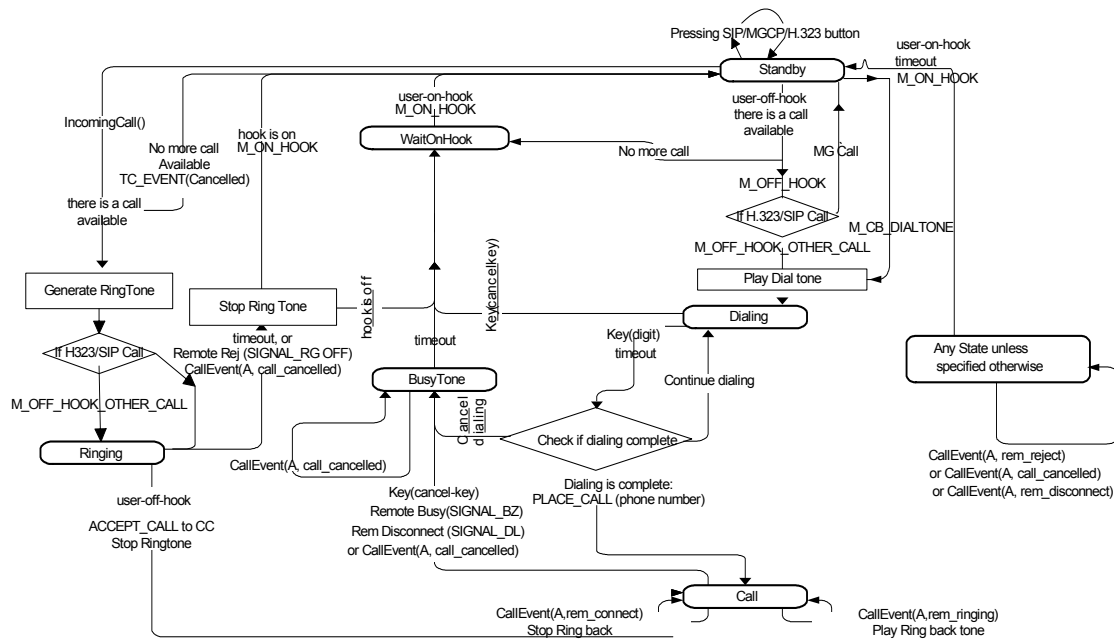 Pressing SIP/MGCP/H.323 button
Standby
user-on-hook
timeout
M_ON_HOOK
user-on-hook
M_ON_HOOK
WaitOnHook
user-off-hook
there is a call
available
IncomingCall()
hook is on
M_ON_HOOK
No more call
Available
TC_EVENT(Cancelled)
there is a call
available
No more call
MG Call
M_OFF_HOOK
If H.323/SIP Call
M_CB_DIALTONE
M_OFF_HOOK_OTHER_CALL
Play Dial tone
Generate RingTone
Stop Ring Tone
hook is off
Key(cancelkey)
Dialing
If H323/SIP Call
timeout, or
Remote Rej (SIGNAL_RG OFF)
CallEvent(A, call_cancelled)
timeout
Key(digit)
timeout
Continue dialing
Any State unless
specified otherwise
BusyTone
Cancel
dialing
M_OFF_HOOK_OTHER_CALL
Ringing
Check if dialing complete
CallEvent(A, call_cancelled)
CallEvent(A, rem_reject)
or CallEvent(A, call_cancelled)
or CallEvent(A, rem_disconnect)
user-off-hook
ACCEPT_CALL to CC
Stop Ringtone
Key(cancel-key)
Remote Busy(SIGNAL_BZ)
Rem Disconnect (SIGNAL_DL)
or CallEvent(A, call_cancelled)
Dialing is complete:
PLACE_CALL (phone number)
Call
CallEvent(A,rem_connect)
Stop Ring back
CallEvent(A,rem_ringing)
Play Ring back tone